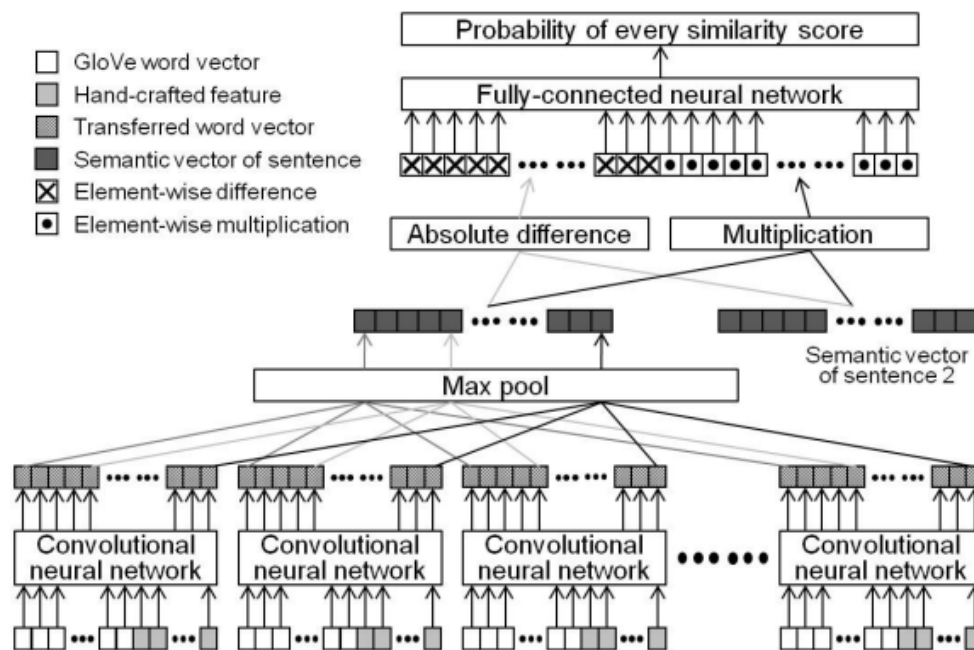 Probability of every similarity score
Fully-connected neural network
GloVe word vector
Hand-crafted feature
Transferred word vector
Semantic vector of sentence
Element-wise difference
Element-wise multiplication
Absolute difference
Multiplication
Semantic vector
of sentence 2
Max pool
Convolutional
neural network
Convolutional
neural network
Convolutional
neural network
Convolutional
neural network